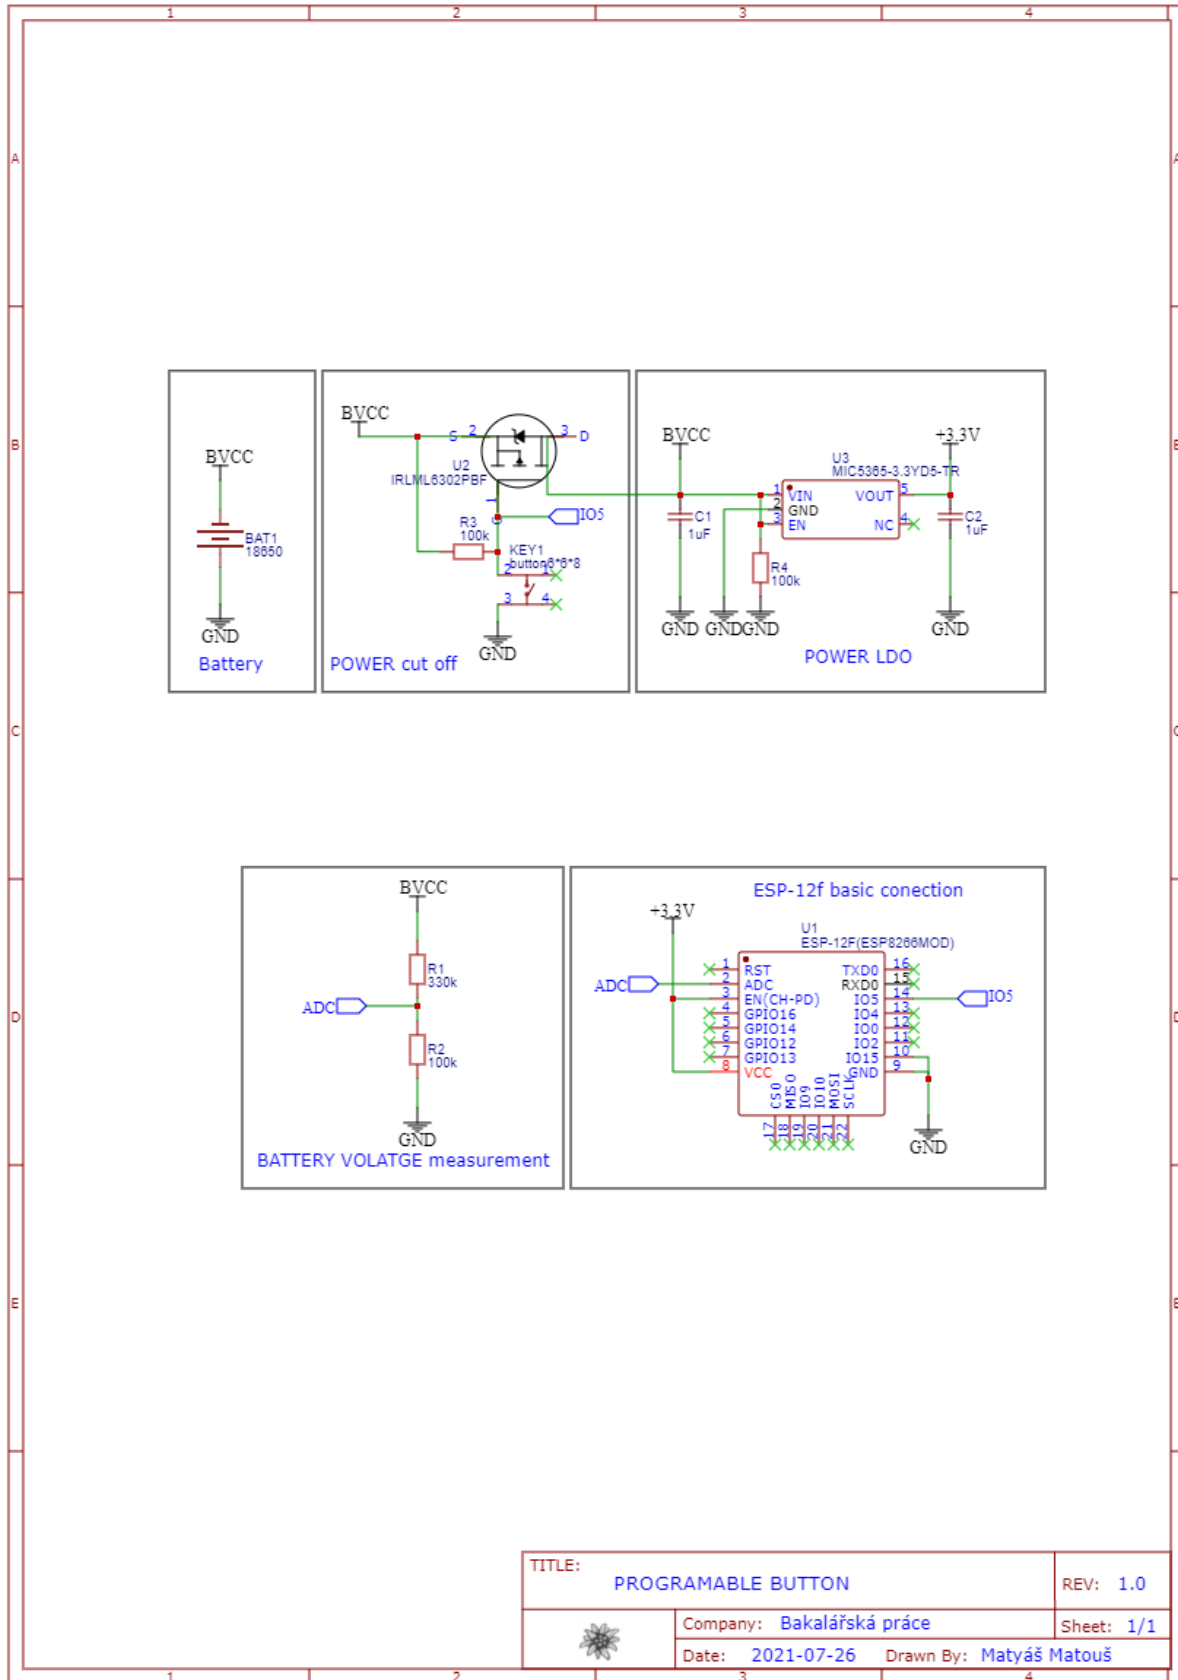 1 2 3 4
A A
B B
C C
D D
E E
BVCC
BAT1
18650
GND
Battery
BVCC
S 2 3 D
U2
IRLML6302PBF
1
G
IO5
R3
100k
KEY1
button6*6*8
2 1
3 4
GND
POWER cut off
BVCC
C1
1uF
GND
GND
GND
U3
MIC5365-3.3YD5-TR
1 VIN VOUT 5
2 GND
3 EN NC 4
R4
100k
+3.3V
C2
1uF
GND
POWER LDO
BVCC
R1
330k
ADC
R2
100k
GND
BATTERY VOLATGE measurement
ESP-12f basic conection
+3.3V
U1
ESP-12F(ESP8266MOD)
ADC
1 RST TXD0 16
2 ADC RXD0 15
3 EN(CH-PD) IO5 14
IO5
4 GPIO16 IO4 13
5 GPIO14 IO0 12
6 GPIO12 IO2 11
7 GPIO13 IO15 10
8 VCC GND 9
CS0 MISO IO9 IO10 MOSI SCLK
17 18 19 20 21 22
GND
TITLE:
PROGRAMABLE BUTTON
REV: 1.0
Company: Bakalářská práce
Sheet: 1/1
Date: 2021-07-26 Drawn By: Matyáš Matouš
1 2 3 4